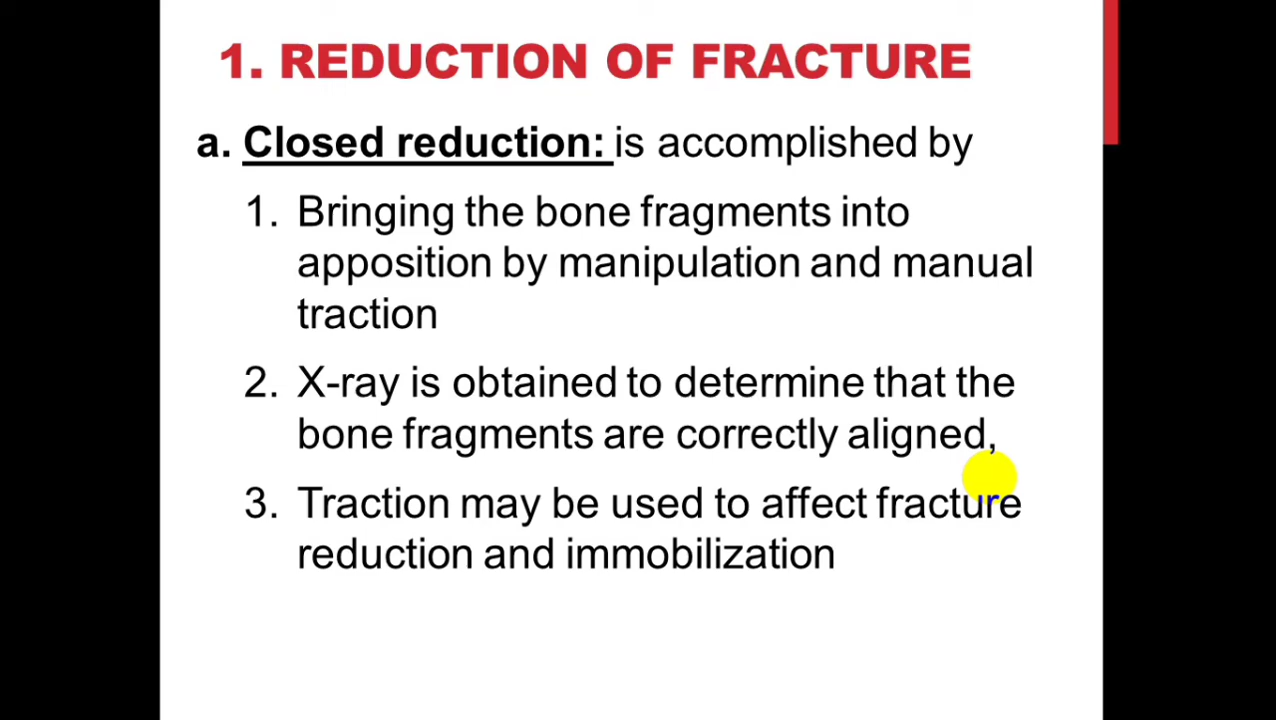 1. REDUCTION OF FRACTURE
a. Closed reduction: is accomplished by
1. Bringing the bone fragments into
apposition by manipulation and manual
traction
2. X-ray is obtained to determine that the
bone fragments are correctly aligned,
3. Traction may be used to affect fracture
reduction and immobilization